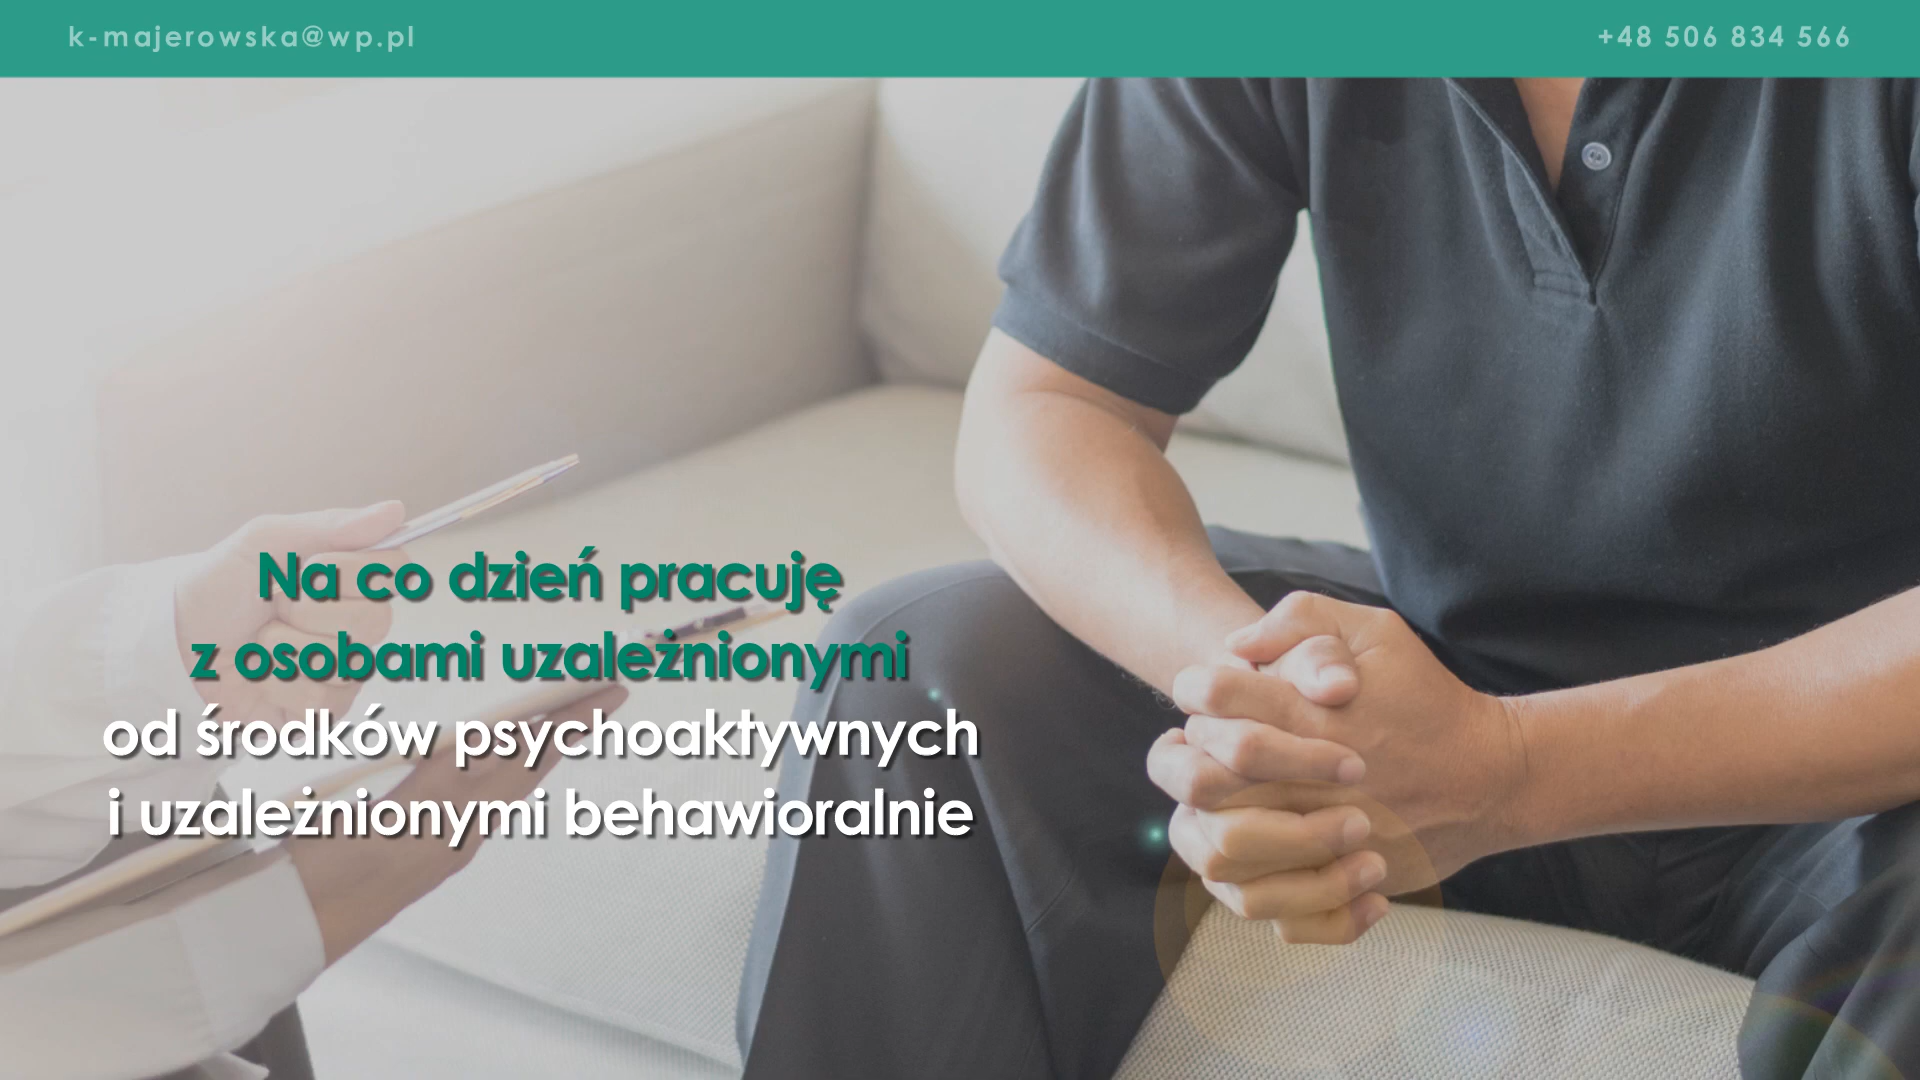 k-majerowska@wp.pl
+48 506 834 566
Na co dzień pracuję
z osobami uzależnionymi
od środków psychoaktywnych
i uzależnionymi behawioralnie